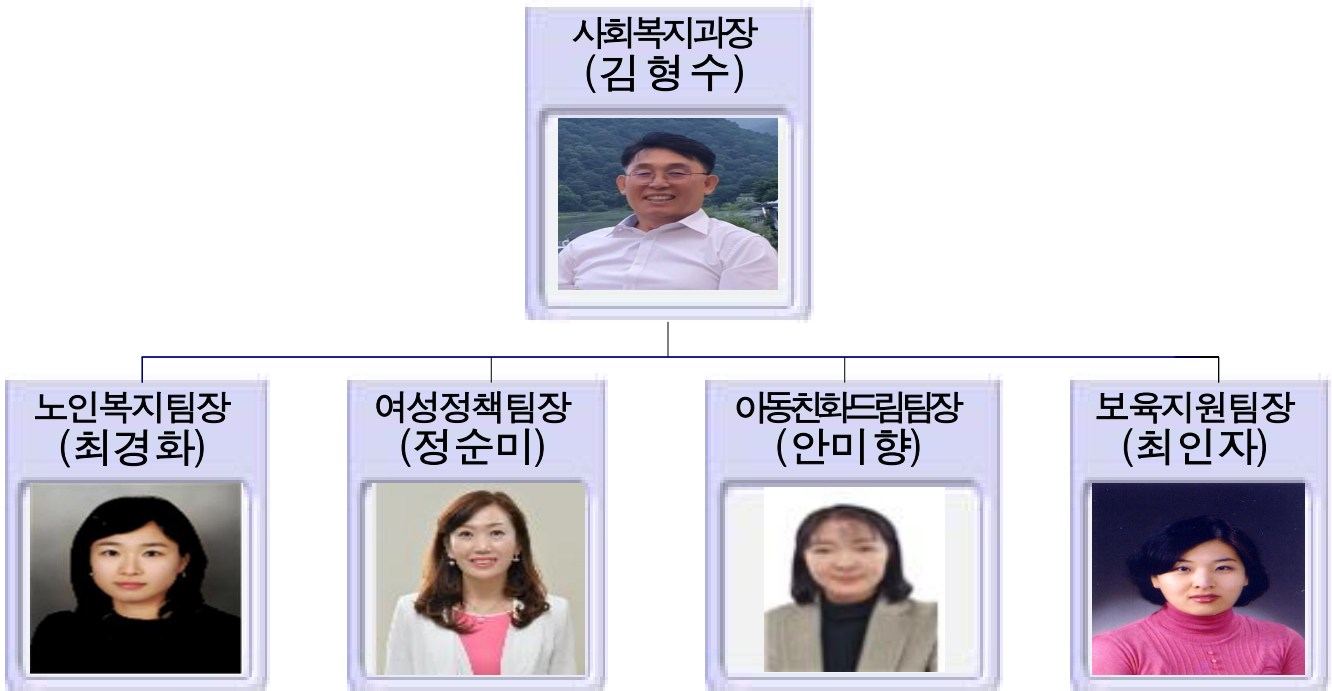 사회복지과장
(김형수)
노인복지팀장
(최경화)
여성정책팀장
(정순미)
아동친화드림팀장
(안미향)
보육지원팀장
(최인자)